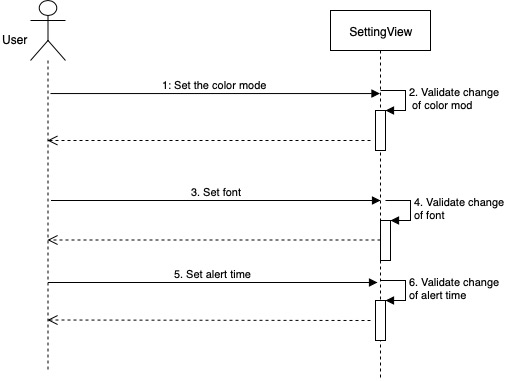 SettingView
User
1: Set the color mode
2. Validate change
of color mod
3. Set font
4. Validate change
of font
5. Set alert time
6. Validate change
of alert time